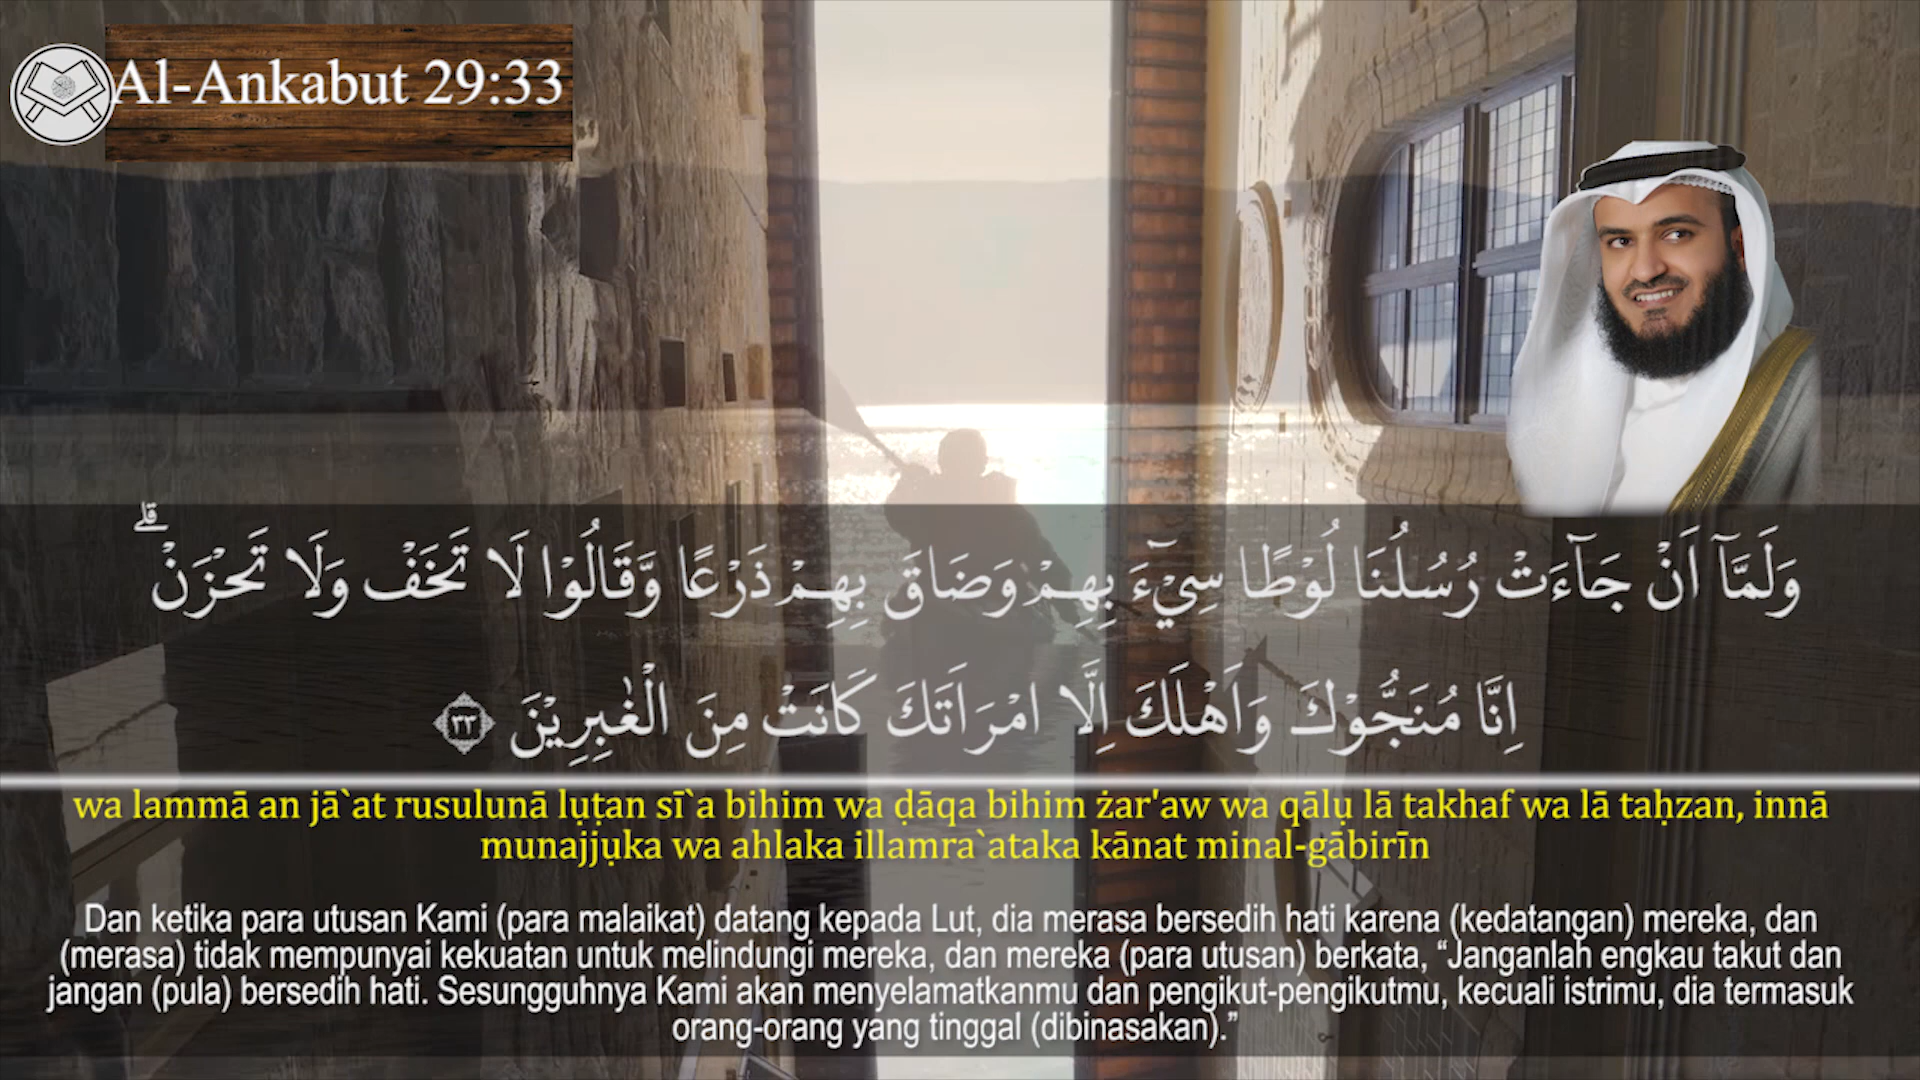 Al-Ankabut 29:33
وَلَمَّآ اَنْ جَاۤءَتْ رُسُلُنَا لُوْطًا سِيْۤءَ بِهِمْ وَضَاقَ بِهِمْ ذَرْعًا وَّقَالُوْا لَا تَخَفْ وَلَا تَحْزَنْ ۗ
اِنَّا مُنَجُّوْكَ وَاَهْلَكَ اِلَّا امْرَاَتَكَ كَانَتْ مِنَ الْغٰبِرِيْنَ ٣٣
wa lammā an jā`at rusulunā lụṭan sī`a bihim wa ḍāqa bihim żar'aw wa qālụ lā takhaf wa lā taḥzan, innā
munajjụka wa ahlaka illamra`ataka kānat minal-gābirīn
Dan ketika para utusan Kami (para malaikat) datang kepada Lut, dia merasa bersedih hati karena (kedatangan) mereka, dan
(merasa) tidak mempunyai kekuatan untuk melindungi mereka, dan mereka (para utusan) berkata, “Janganlah engkau takut dan
jangan (pula) bersedih hati. Sesungguhnya Kami akan menyelamatkanmu dan pengikut-pengikutmu, kecuali istrimu, dia termasuk
orang-orang yang tinggal (dibinasakan).”